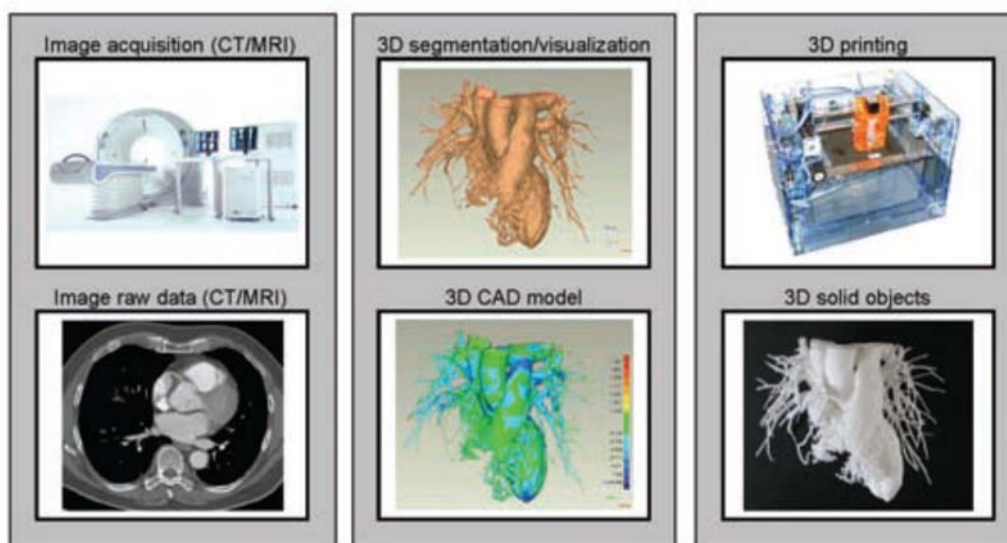 Image acquisition (CT/MRI)
3D segmentation/visualization
3D printing
Image raw data (CT/MRI)
3D CAD model
3D solid objects